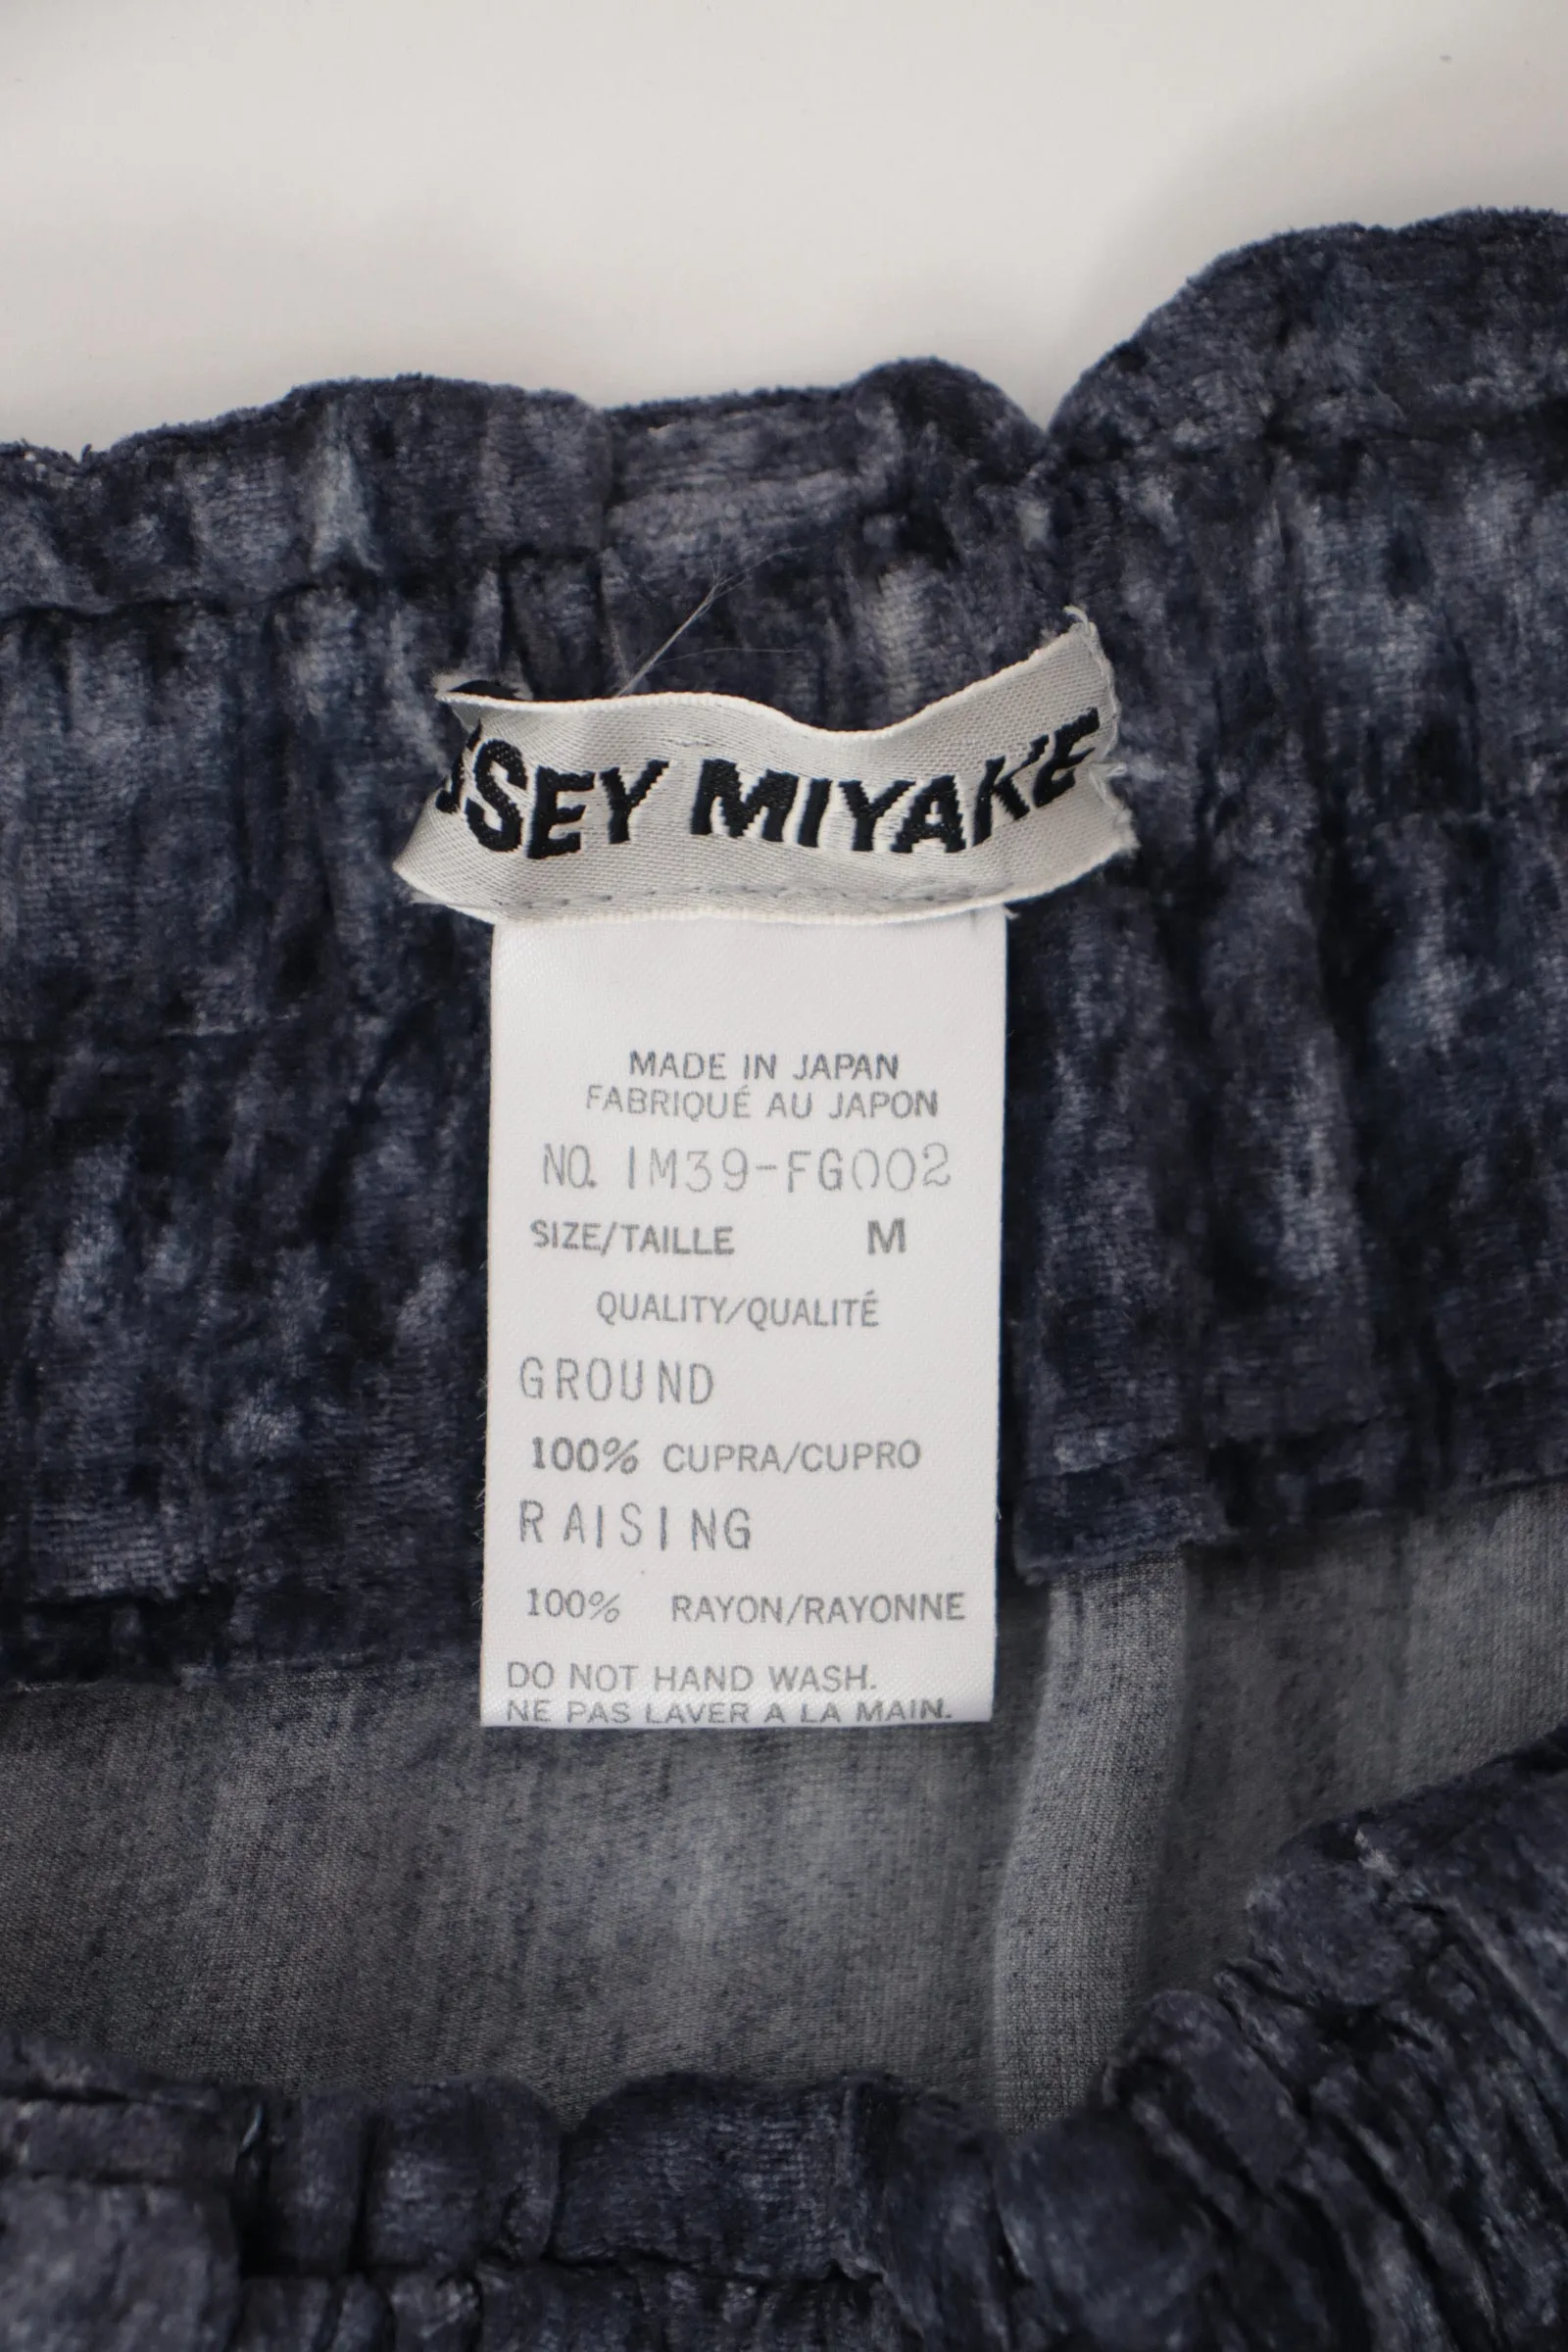 ISSEY MIYAKE
MADE IN JAPAN
FABRIQUÉ AU JAPON
NO. IM39-FG002
SIZE/TAILLE M
QUALITY/QUALITÉ
GROUND
100% CUPRA/CUPRO
RAISING
100% RAYON/RAYONNE
DO NOT HAND WASH.
NE PAS LAVER A LA MAIN.